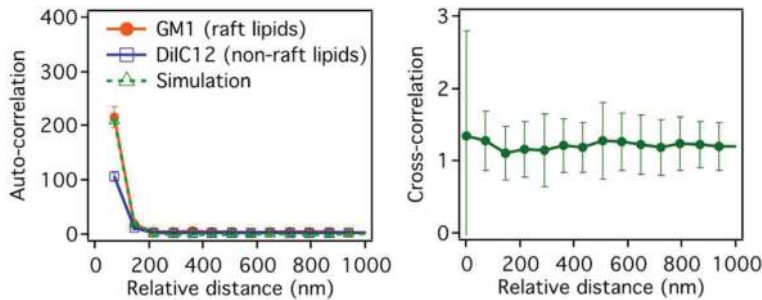 400
300
200
100
0
Auto-correlation
GM1 (raft lipids)
DiIC12 (non-raft lipids)
Simulation
0 200 400 600 800 1000
Relative distance (nm)
3
2
1
0
Cross-correlation
0 200 400 600 800 1000
Relative distance (nm)